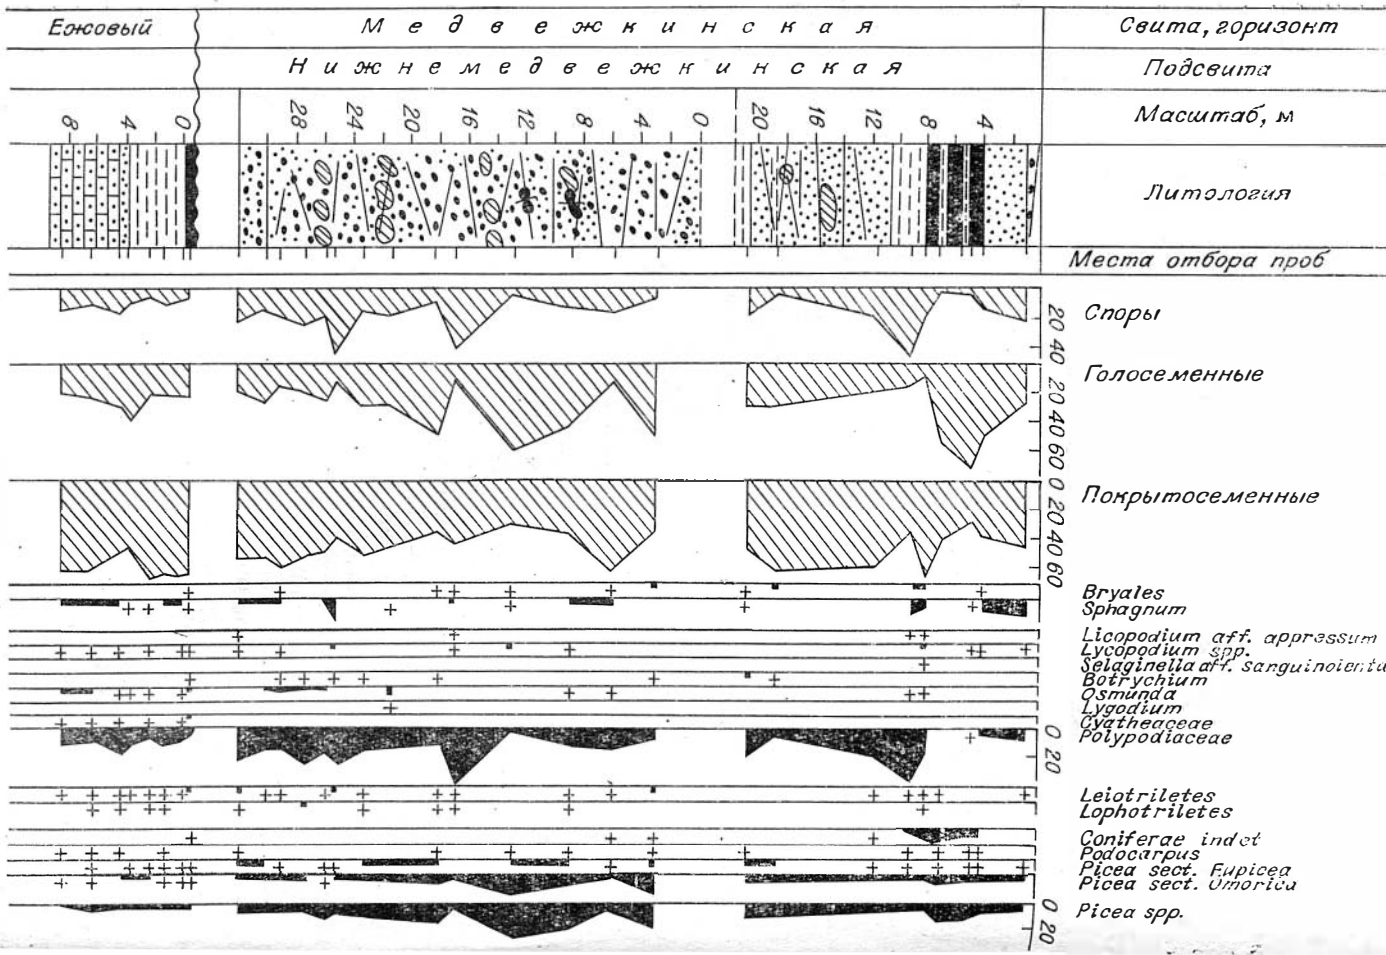 Ежовый Медвежкинская Свита, горизонт
Нижнемедвежкинская Подсвита
8 4 0 28 24 20 16 12 8 4 0 20 16 12 8 4 Масштаб, м
Литология
Места отбора проб
20 40 Споры
20 40 60 Голосеменные
0 20 40 60 Покрытосеменные
Bryales
Sphagnum
Licopodium aff. appressum
Lycopodium spp.
Selaginella aff.
Botrychium
Osmunda
Lygodium
Cyatheaceae
0 20 Polypodiaceae
Leiotriletes
Lophotriletes
Coniferae indet
Podocarpus
Picea sect. Eupicea
Picea sect. Omorica
0 20 Picea spp.